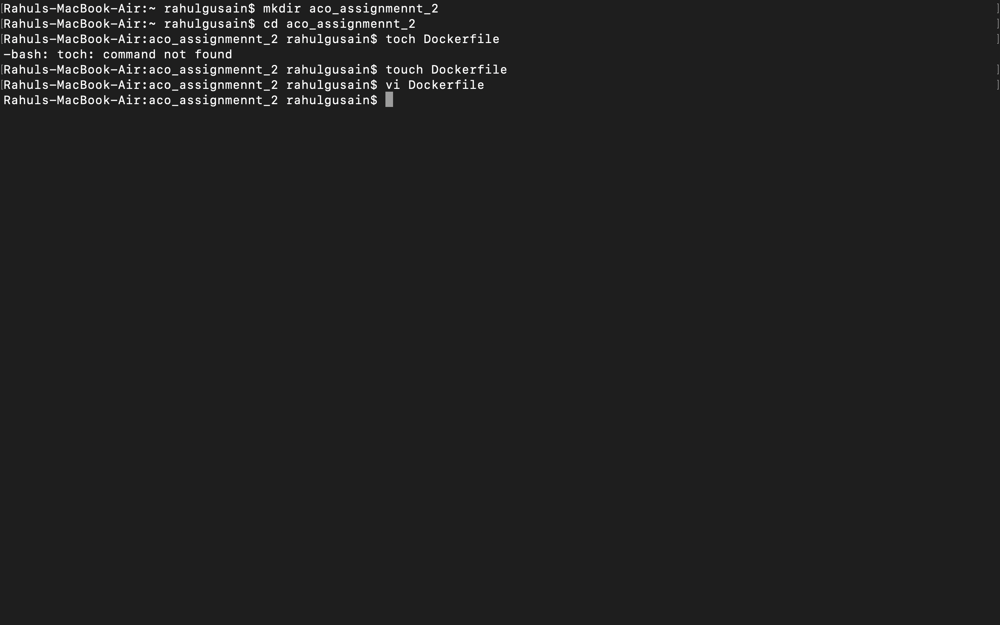 [Rahuls-MacBook-Air:~ rahulgusain$ mkdir aco_assignmennt_2 ]
[Rahuls-MacBook-Air:~ rahulgusain$ cd aco_assignmennt_2 ]
[Rahuls-MacBook-Air:aco_assignmennt_2 rahulgusain$ toch Dockerfile ]
-bash: toch: command not found
[Rahuls-MacBook-Air:aco_assignmennt_2 rahulgusain$ touch Dockerfile ]
[Rahuls-MacBook-Air:aco_assignmennt_2 rahulgusain$ vi Dockerfile ]
Rahuls-MacBook-Air:aco_assignmennt_2 rahulgusain$